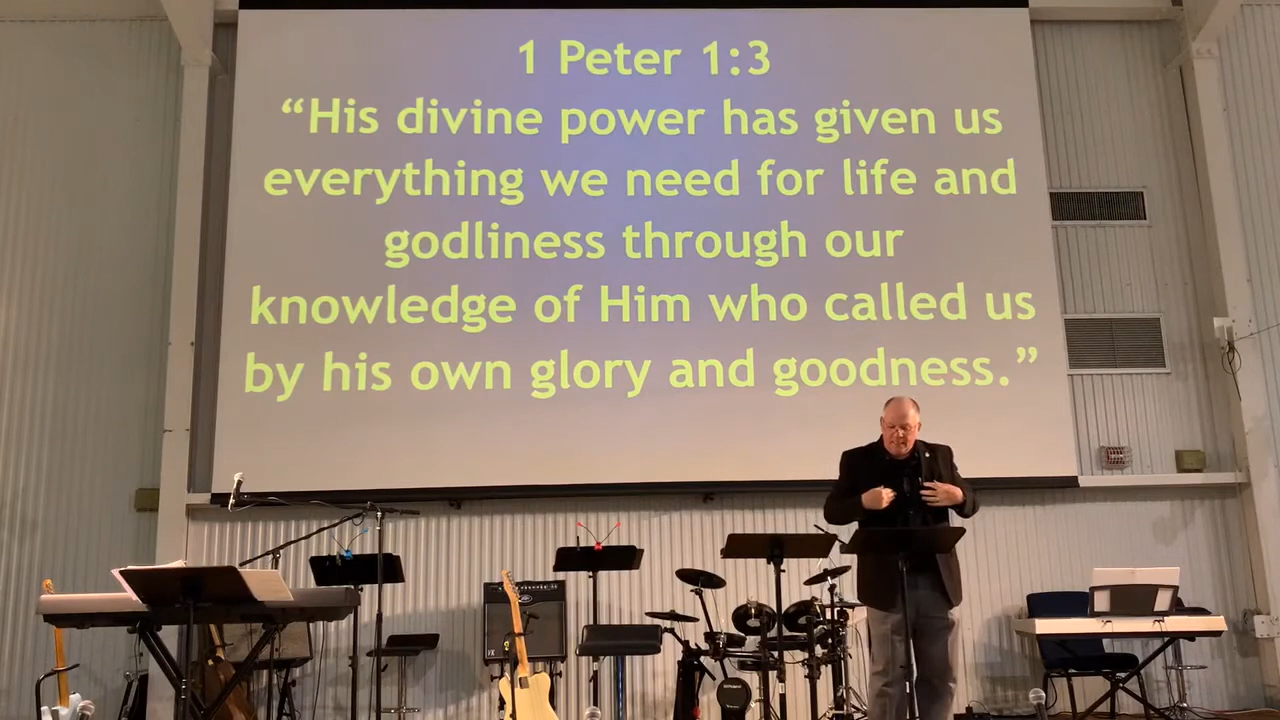 1 Peter 1:3
“His divine power has given us
everything we need for life and
godliness through our
knowledge of Him who called us
by his own glory and goodness.”
Roland